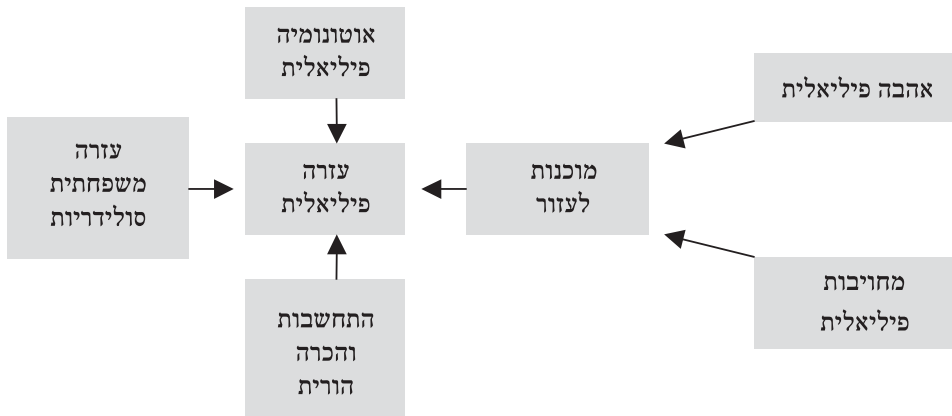 אוטונומיה
פיליאלית
אהבה פיליאלית
עזרה
משפחתית
סולידריות
עזרה
פיליאלית
מוכנות
לעזור
מחויבות
פיליאלית
התחשבות
והכרה
הורית